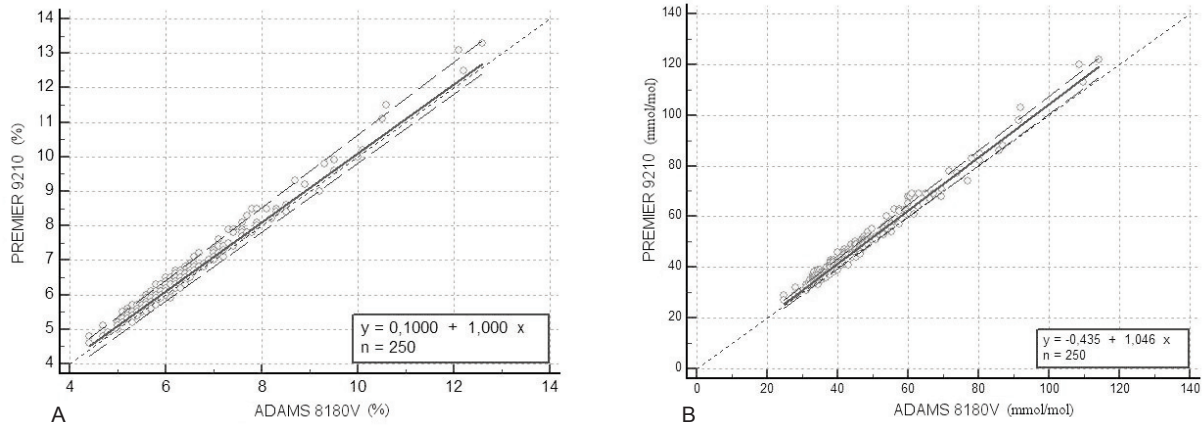 14
13
12
11
10
9
8
7
6
5
4
PREMIER 9210 (%)
y = 0,1000 + 1,000 x
n = 250
4 6 8 10 12 14
ADAMS 8180V (%)
A
140
120
100
80
60
40
20
0
PREMIER 9210 (mmol/mol)
y = -0,435 + 1,046 x
n = 250
0 20 40 60 80 100 120 140
ADAMS 8180V (mmol/mol)
B